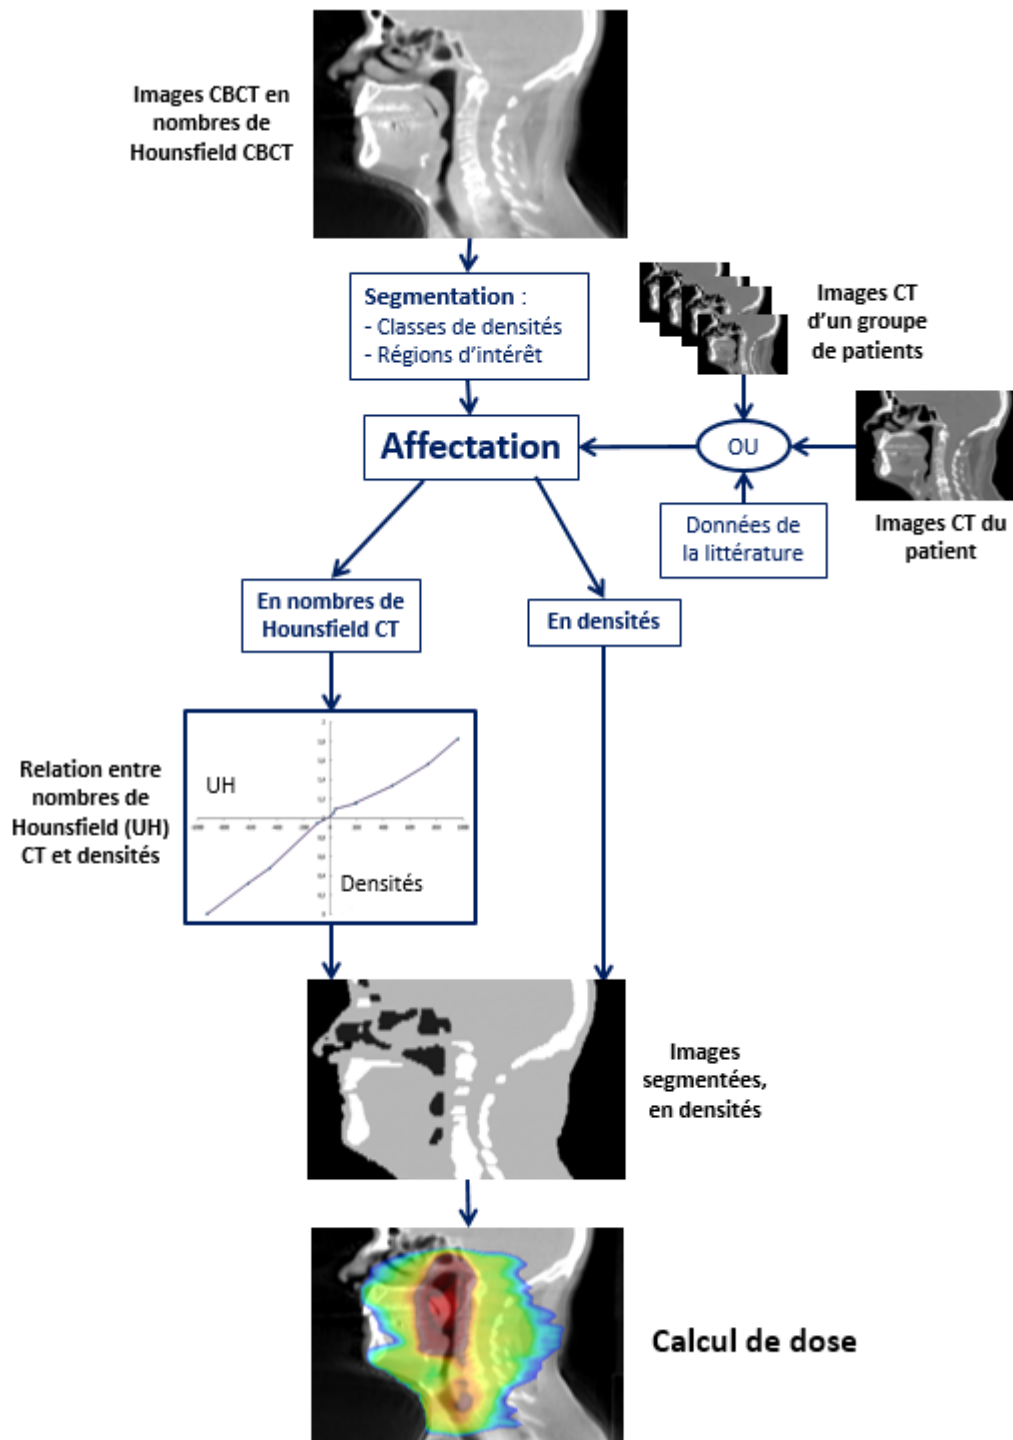 Images CBCT en
nombres de
Hounsfield CBCT
Segmentation :
- Classes de densités
- Régions d'intérêt
Images CT
d'un groupe
de patients
Affectation
OU
Données de
la littérature
Images CT du
patient
En nombres de
Hounsfield CT
En densités
Relation entre
nombres de
Hounsfield (UH)
CT et densités
UH
Densités
Images
segmentées,
en densités
Calcul de dose